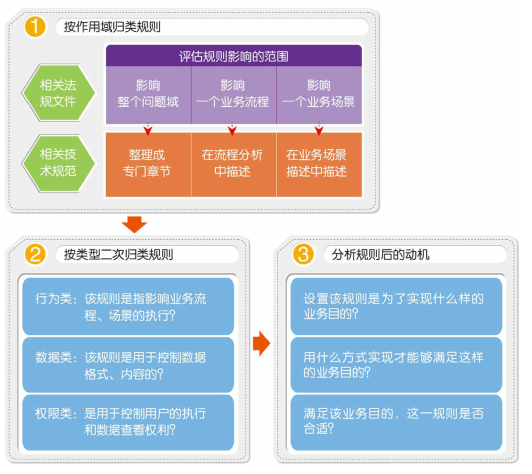 1 按作用域归类规则
评估规则影响的范围
相关法
规文件
影响
整个问题域
影响
一个业务流程
影响
一个业务场景
相关技
术规范
整理成
专门章节
在流程分析
中描述
在业务场景
描述中描述
2 按类型二次归类规则
行为类：该规则是指影响业务流
程、场景的执行？
数据类：该规则是用于控制数据
格式、内容的？
权限类：是用于控制用户的执行
和数据查看权利？
3 分析规则后的动机
设置该规则是为了实现什么样的
业务目的？
用什么方式实现才能够满足这样
的业务目的？
满足该业务目的，这一规则是否
合适？